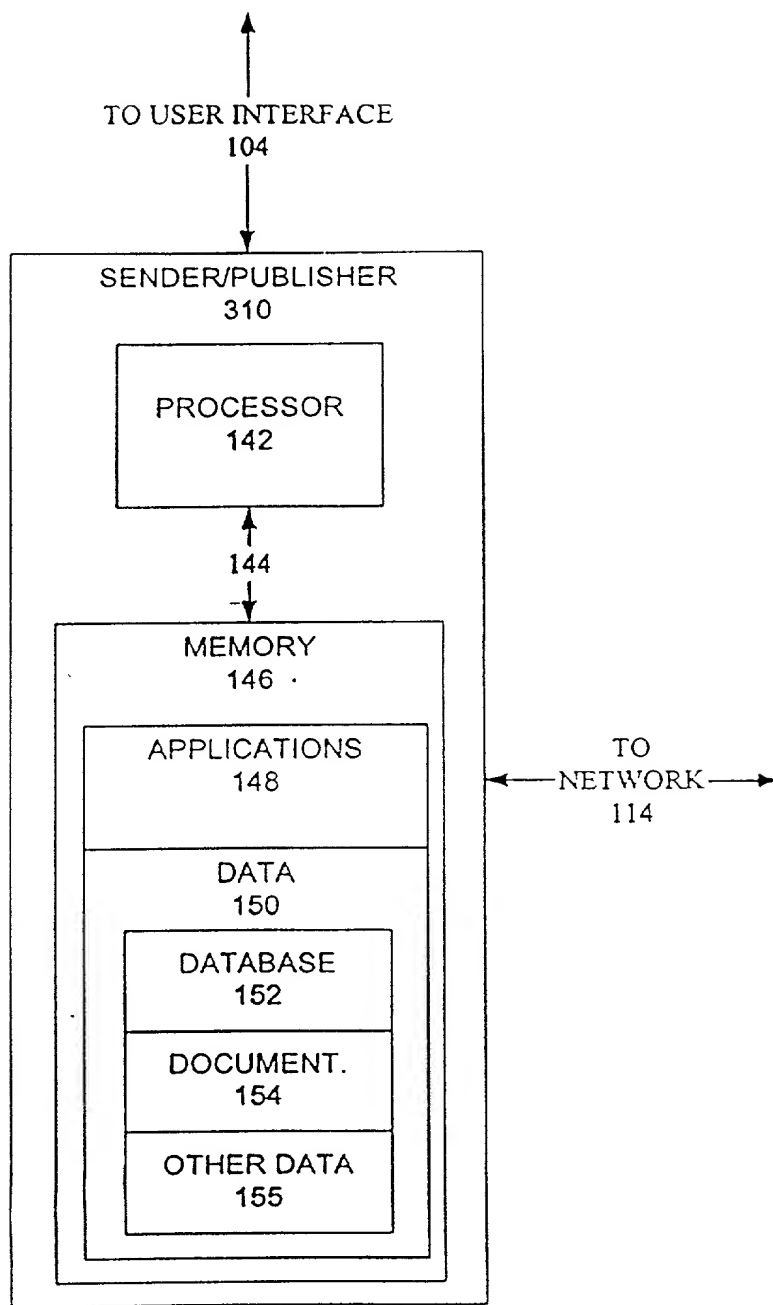 TO USER INTERFACE
104
SENDER/PUBLISHER
310
PROCESSOR
142
144
MEMORY
146
APPLICATIONS
148
TO
NETWORK
114
DATA
150
DATABASE
152
DOCUMENT.
154
OTHER DATA
155